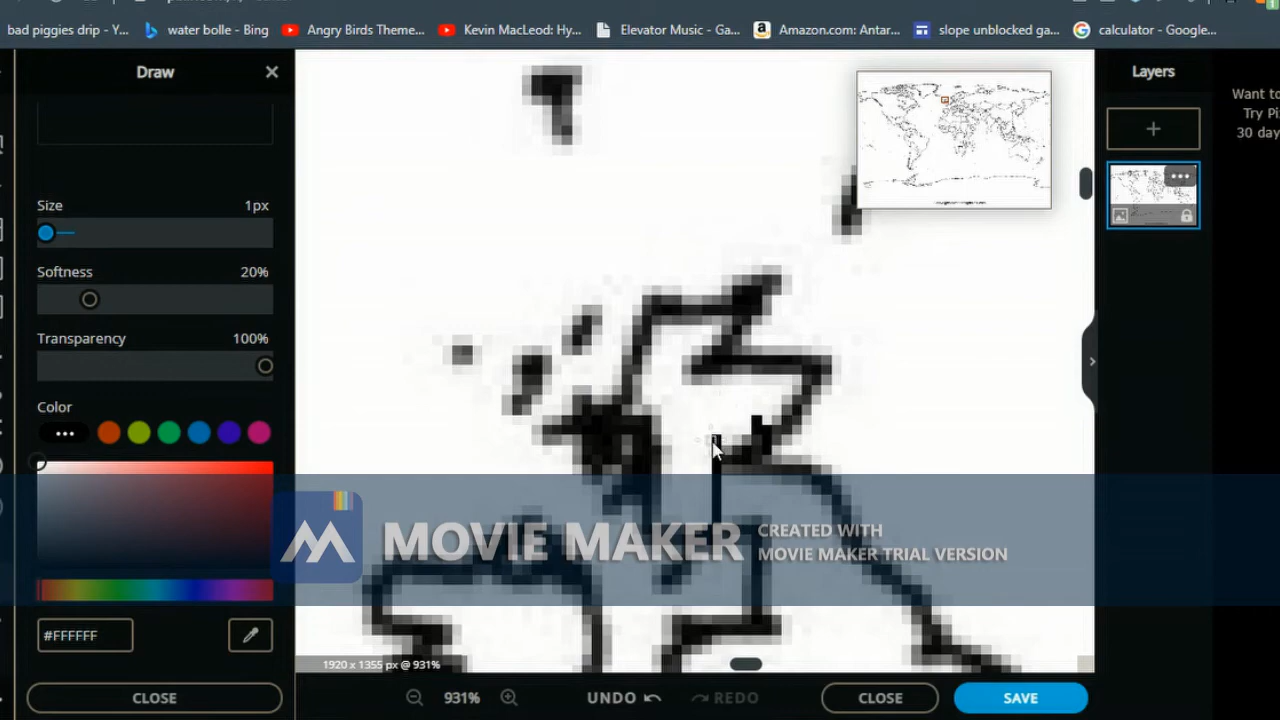 bad piggies drip - Y... water bolle - Bing Angry Birds Theme... Kevin MacLeod: Hy... Elevator Music - Ga... Amazon.com: Antar... slope unblocked ga... calculator - Google...
Draw
Layers
Want to
Try Pi
30 day
Size 1px
Softness 20%
Transparency 100%
Color
MOVIE MAKER
CREATED WITH
MOVIE MAKER TRIAL VERSION
#FFFFFF
1920 x 1355 px @ 931%
CLOSE
931%
UNDO
REDO
CLOSE
SAVE